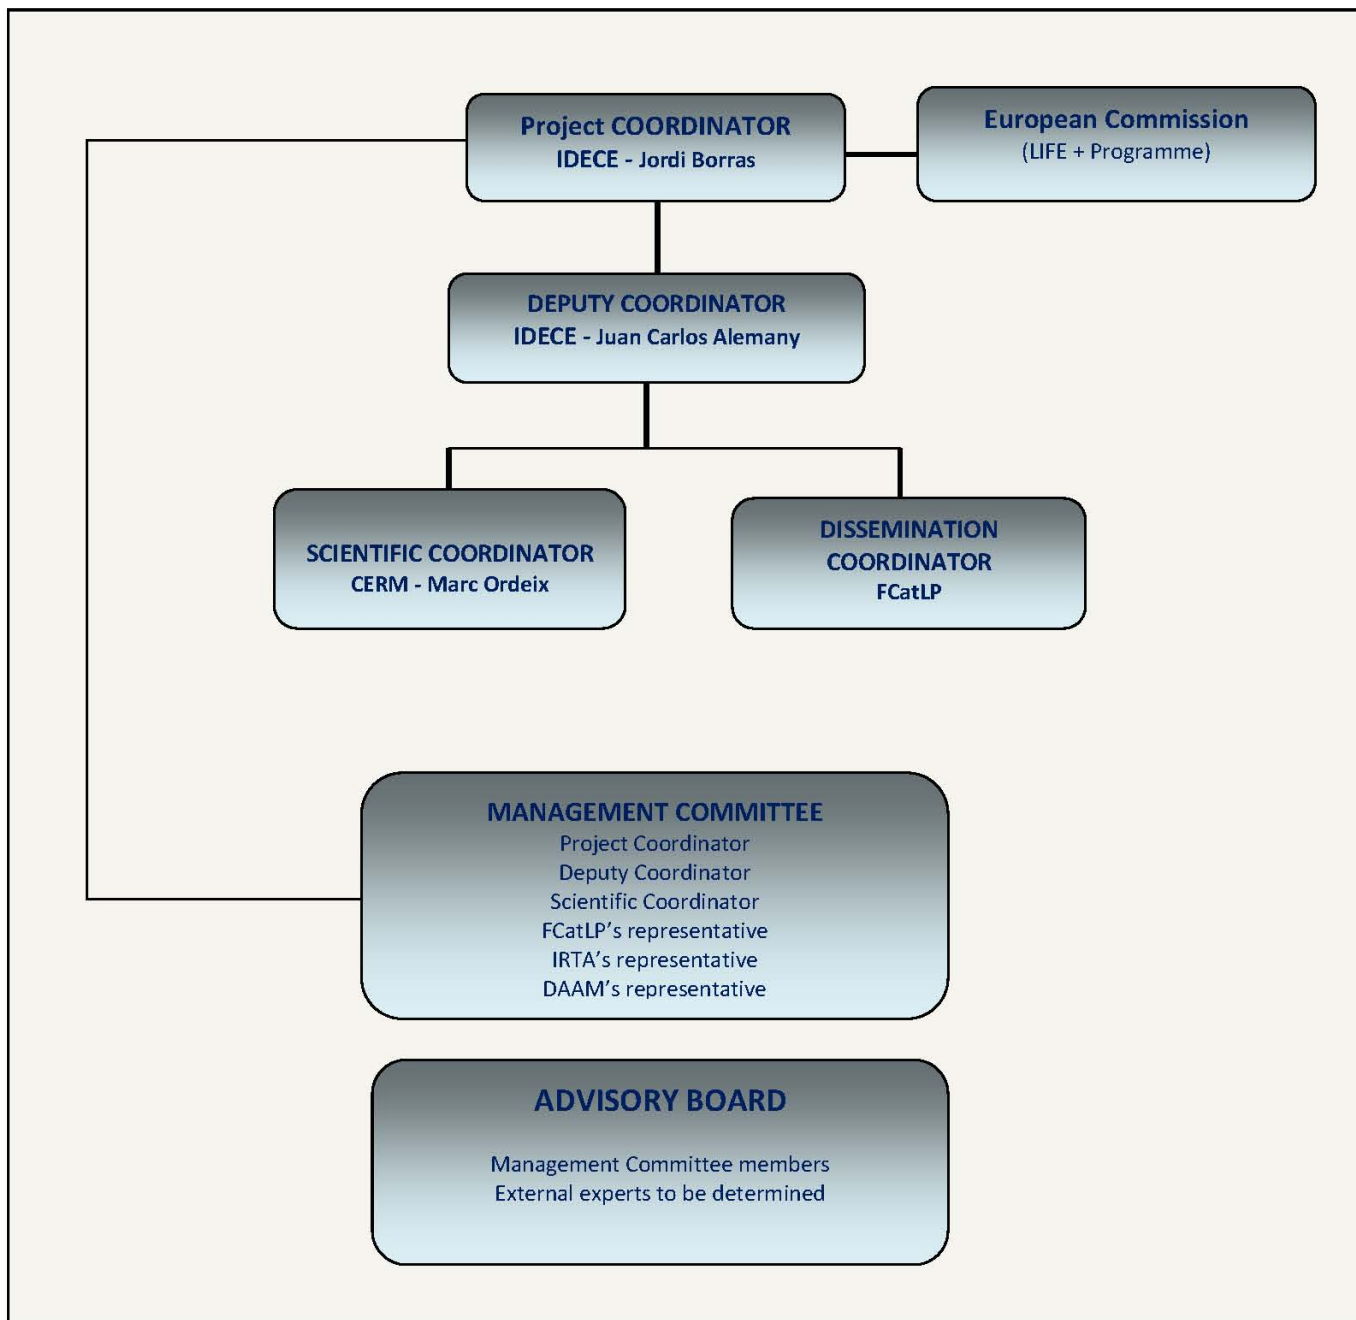 Project COORDINATOR
IDECE - Jordi Borras
European Commission
(LIFE + Programme)
DEPUTY COORDINATOR
IDECE - Juan Carlos Alemany
SCIENTIFIC COORDINATOR
CERM - Marc Ordeix
DISSEMINATION
COORDINATOR
FCatLP
MANAGEMENT COMMITTEE
Project Coordinator
Deputy Coordinator
Scientific Coordinator
FCatLP’s representative
IRTA’s representative
DAAM’s representative
ADVISORY BOARD
Management Committee members
External experts to be determined